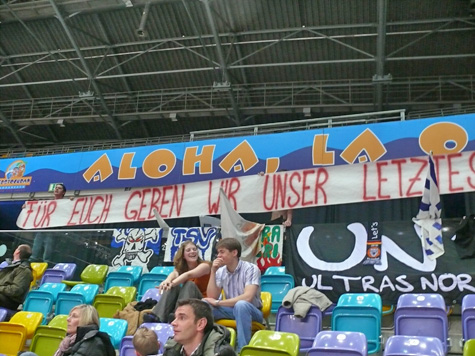 ALOHA, LA O
FÜR EUCH GEBEN WIR UNSER LETZTES
TSV
UN
ULTRAS NOR